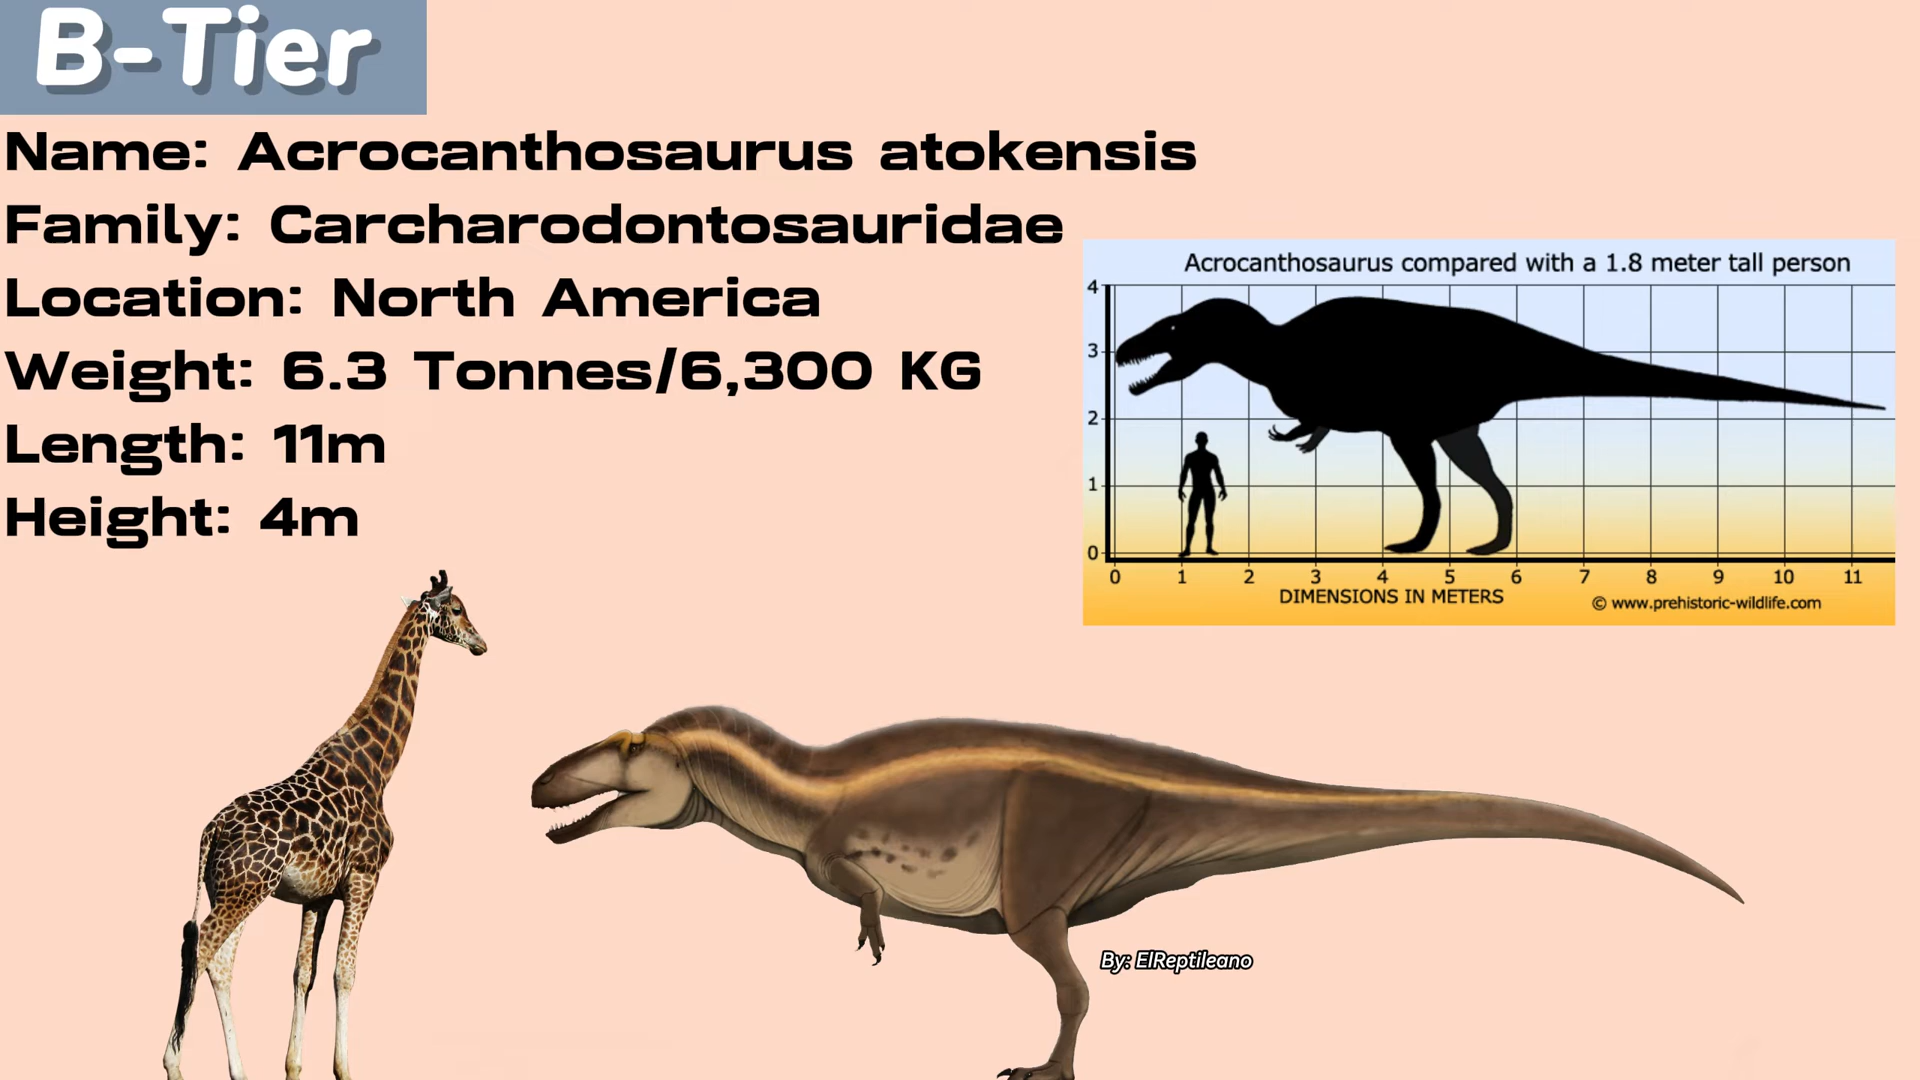 B-Tier
Name: Acrocanthosaurus atokensis
Family: Carcharodontosauridae
Location: North America
Weight: 6.3 Tonnes/6,300 KG
Length: 11m
Height: 4m
Acrocanthosaurus compared with a 1.8 meter tall person
4
3
2
1
0
0 1 2 3 4 5 6 7 8 9 10 11
DIMENSIONS IN METERS
© www.prehistoric-wildlife.com
By: ElReptileano